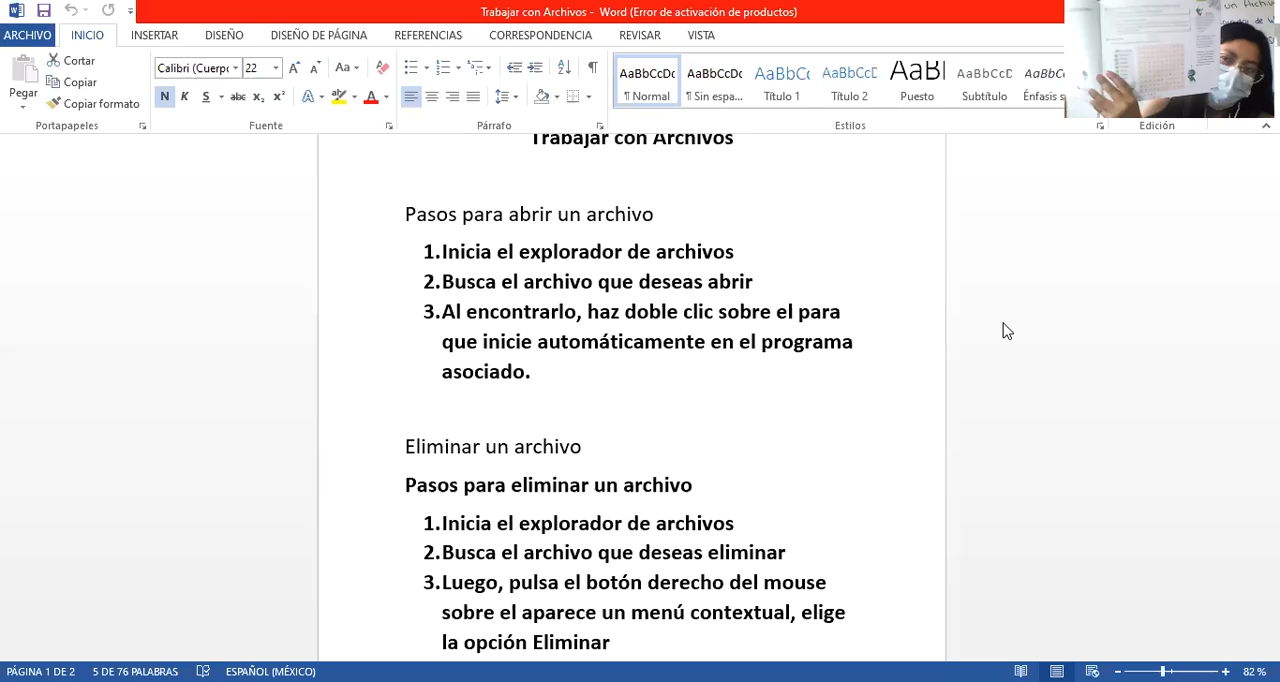 Trabajar con Archivos - Word (Error de activación de productos)
ARCHIVO INICIO INSERTAR DISEÑO DISEÑO DE PÁGINA REFERENCIAS CORRESPONDENCIA REVISAR VISTA
Pegar
Cortar
Copiar
Copiar formato
Portapapeles
Calibri (Cuerpo 22
Aa
N K S abc x₂ x²
Fuente
Párrafo
AaBbCcDc AaBbCcDc AaBbCc AaBbCcD AaBl AaBbCcD AaBbCc
¶ Normal ¶ Sin espa... Título 1 Título 2 Puesto Subtítulo Énfasis s
Estilos
Edición
un Archiv
Trabajar con Archivos
Pasos para abrir un archivo
1.Inicia el explorador de archivos
2.Busca el archivo que deseas abrir
3.Al encontrarlo, haz doble clic sobre el para
que inicie automáticamente en el programa
asociado.
Eliminar un archivo
Pasos para eliminar un archivo
1.Inicia el explorador de archivos
2.Busca el archivo que deseas eliminar
3.Luego, pulsa el botón derecho del mouse
sobre el aparece un menú contextual, elige
la opción Eliminar
PÁGINA 1 DE 2 5 DE 76 PALABRAS ESPAÑOL (MÉXICO) 82 %